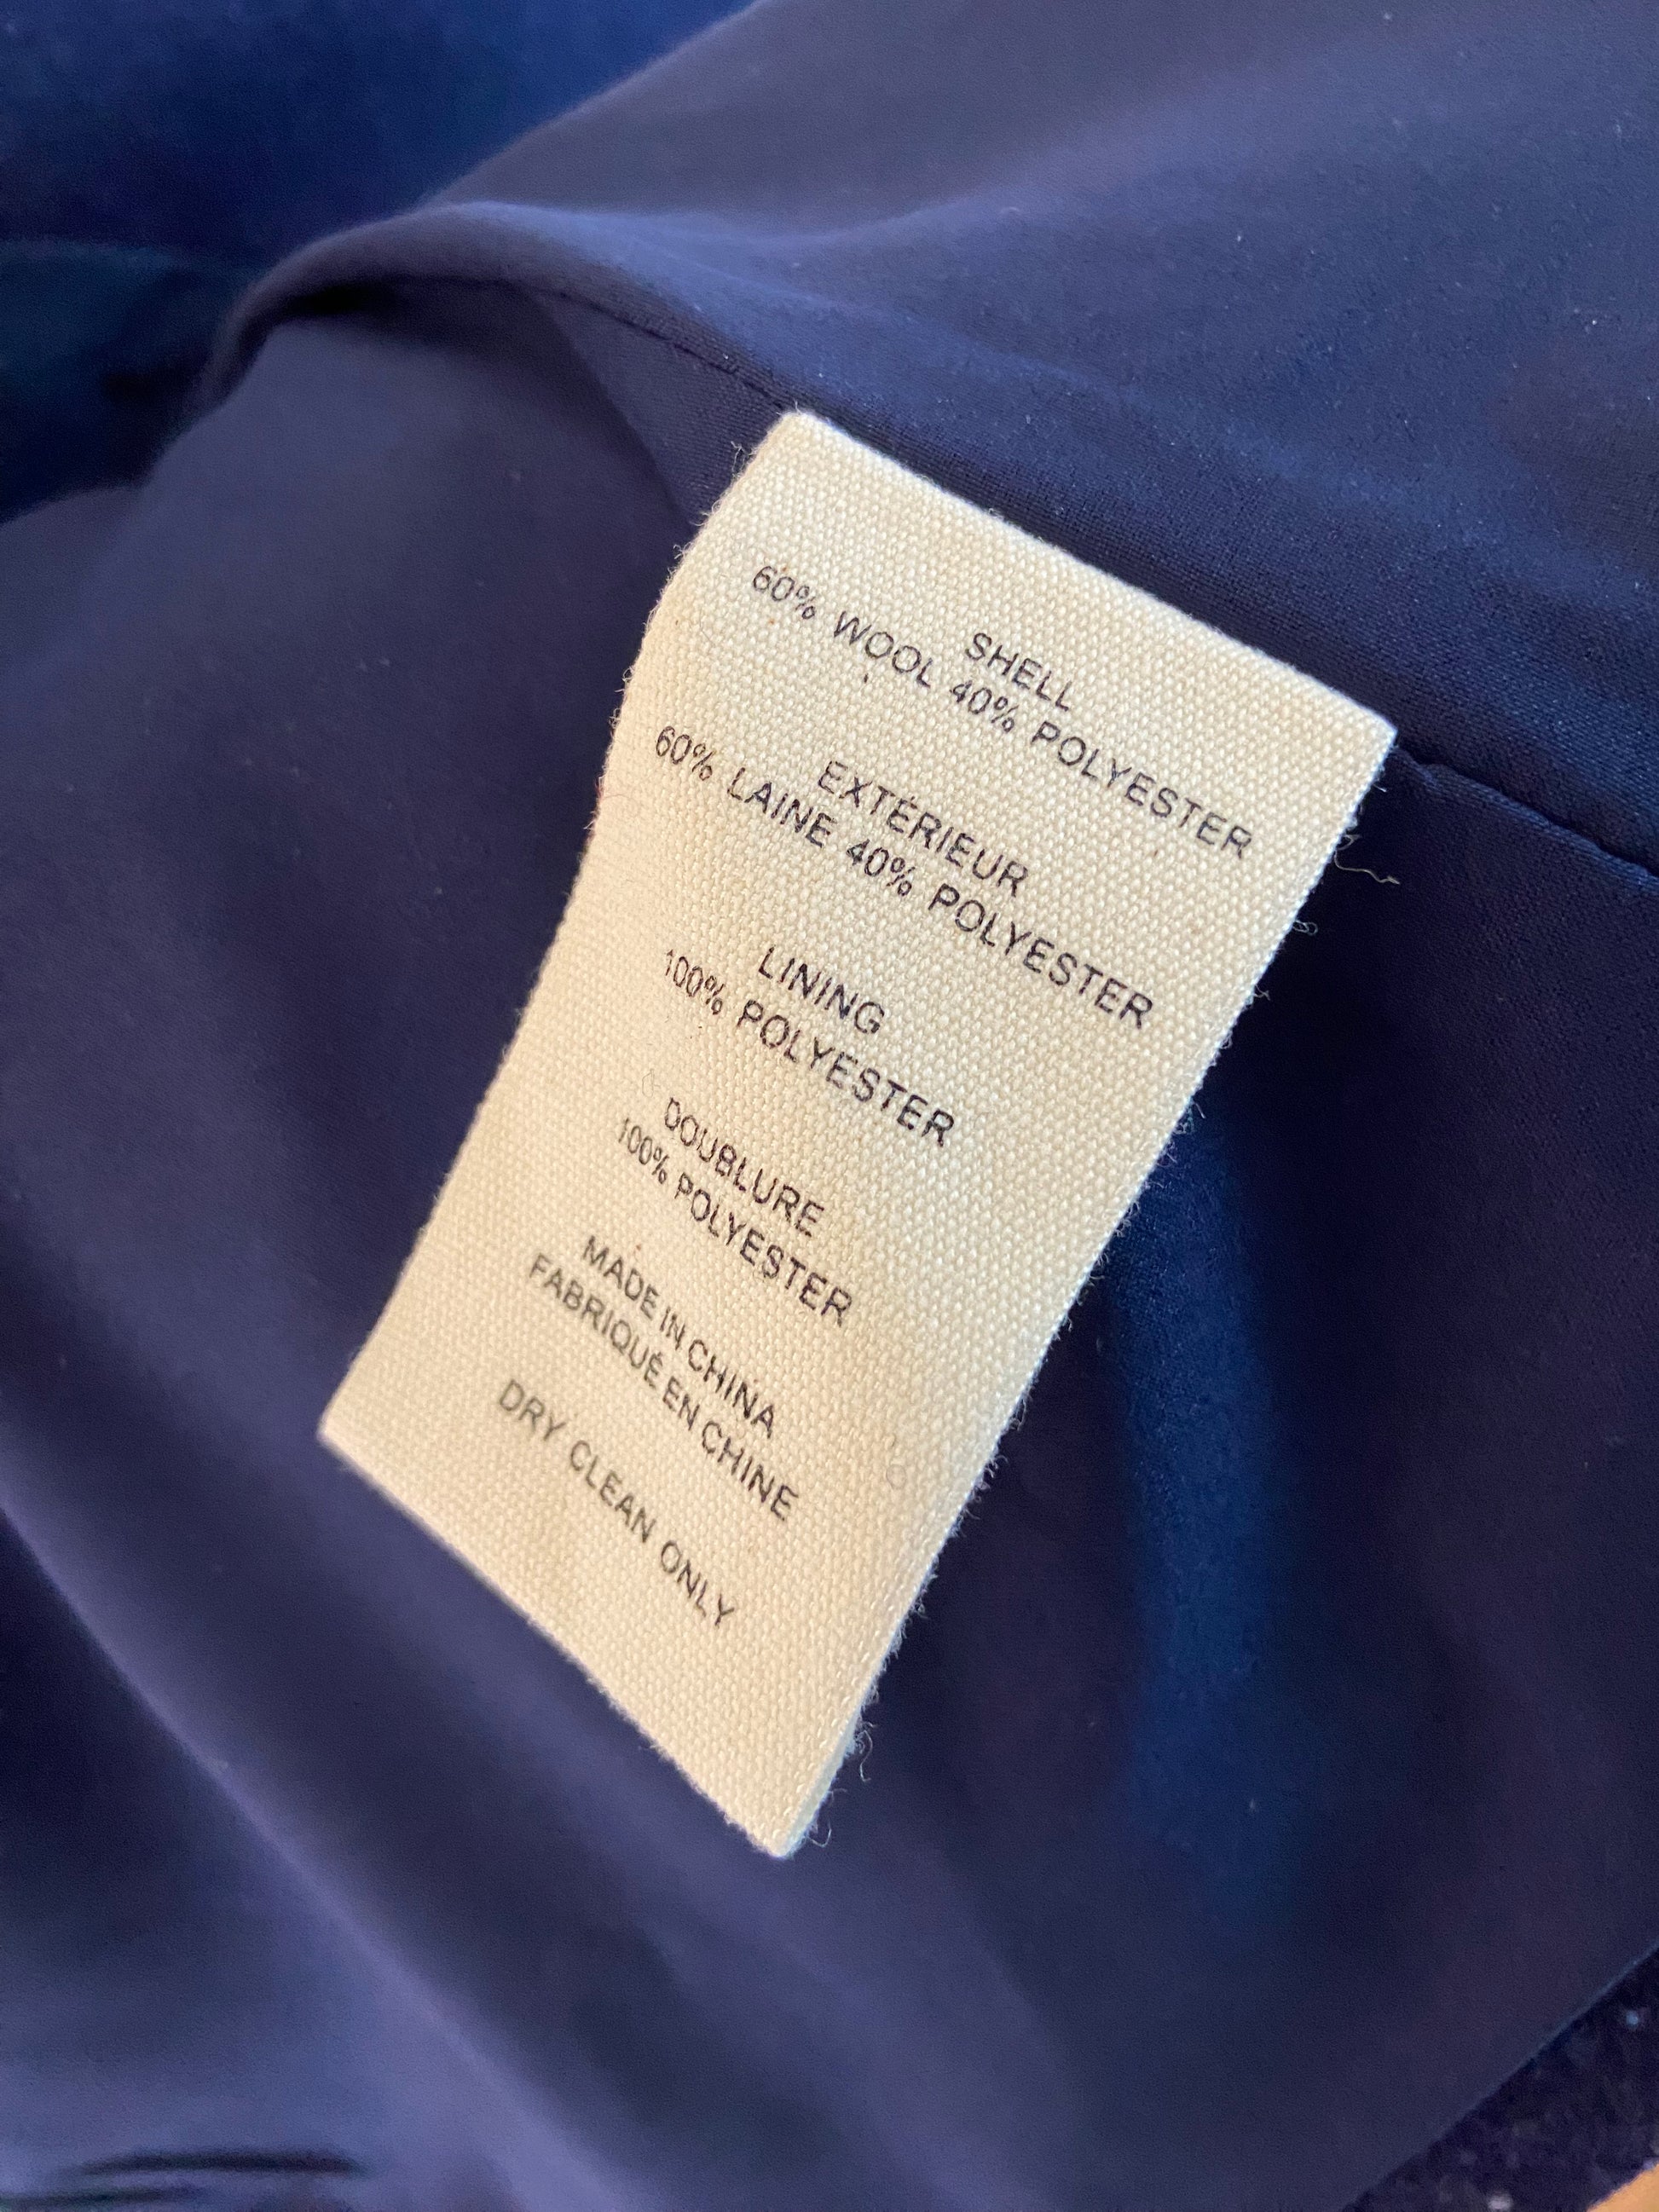 SHELL
60% WOOL 40% POLYESTER
EXTÉRIEUR
60% LAINE 40% POLYESTER
LINING
100% POLYESTER
DOUBLURE
100% POLYESTER
MADE IN CHINA
FABRIQUÉ EN CHINE
DRY CLEAN ONLY